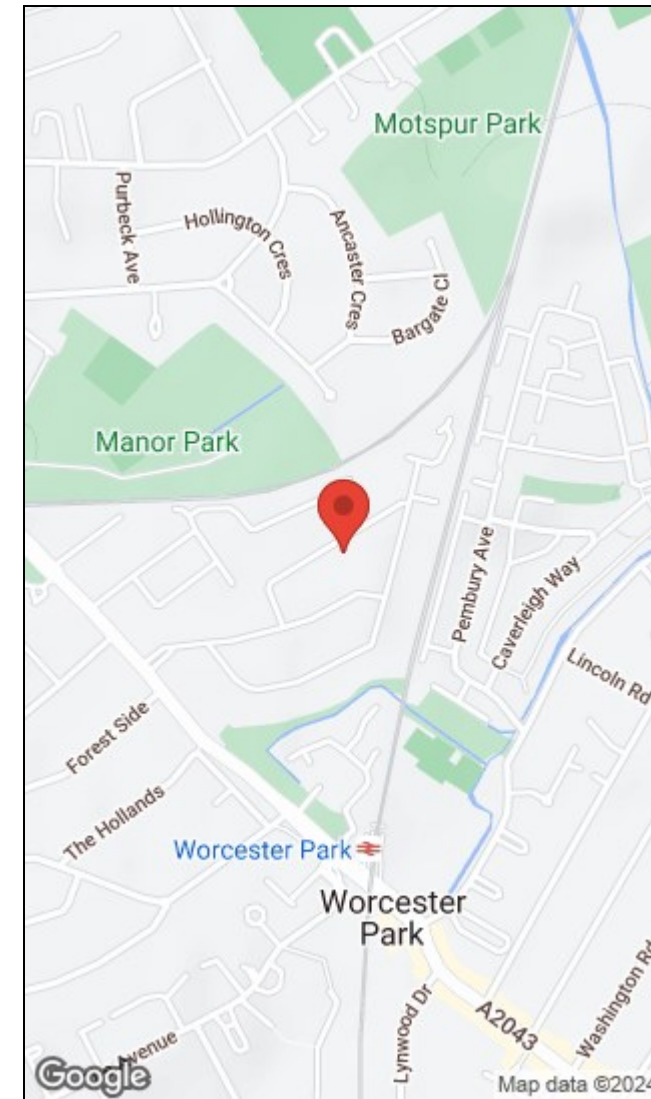 Motspur Park
Purbeck Ave
Hollington Cres
Ancaster Cres
Bargate Cl
Manor Park
Pembury Ave
Caverleigh Way
Lincoln Rd
Forest Side
The Hollands
Worcester Park
Worcester
Park
Lynwood Dr
A2043
Washington Rd
Avenue
Google
Map data ©2024